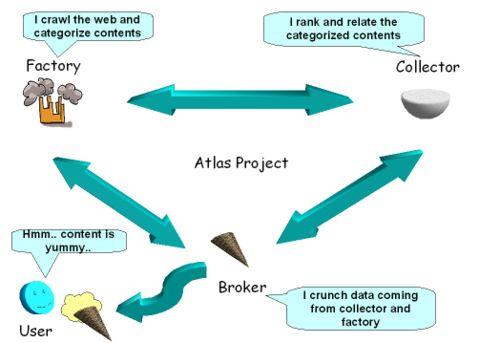 I crawl the web and
categorize contents
I rank and relate the
categorized contents
Factory
Collector
Atlas Project
Hmm.. content is
yummy..
Broker
I crunch data coming
from collector and
factory
User